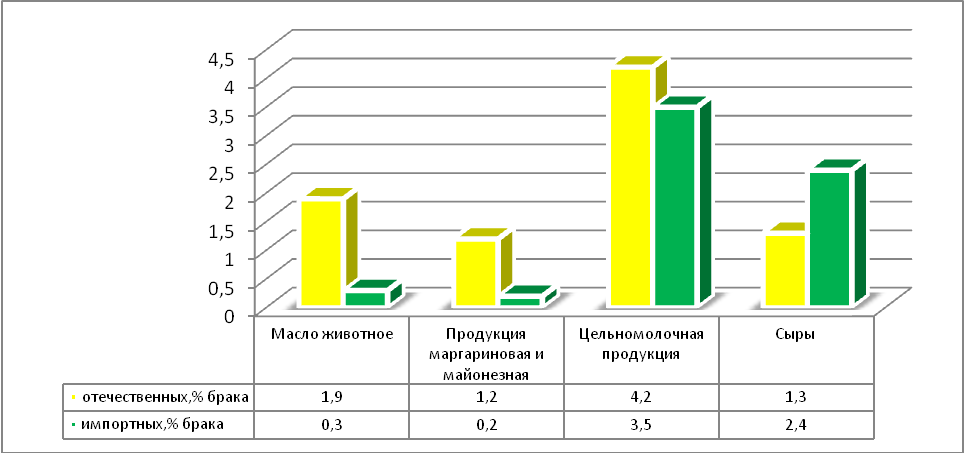 4,5
4
3,5
3
2,5
2
1,5
1
0,5
0
Масло животное
Продукция
маргариновая и
майонезная
Цельномолочная
продукция
Сыры
отечественных,% брака 1,9 1,2 4,2 1,3
импортных,% брака 0,3 0,2 3,5 2,4